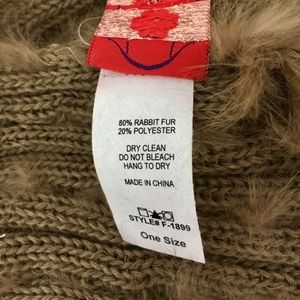 80% RABBIT FUR
20% POLYESTER
DRY CLEAN
DO NOT BLEACH
HANG TO DRY
MADE IN CHINA
STYLE# F-1899
One Size